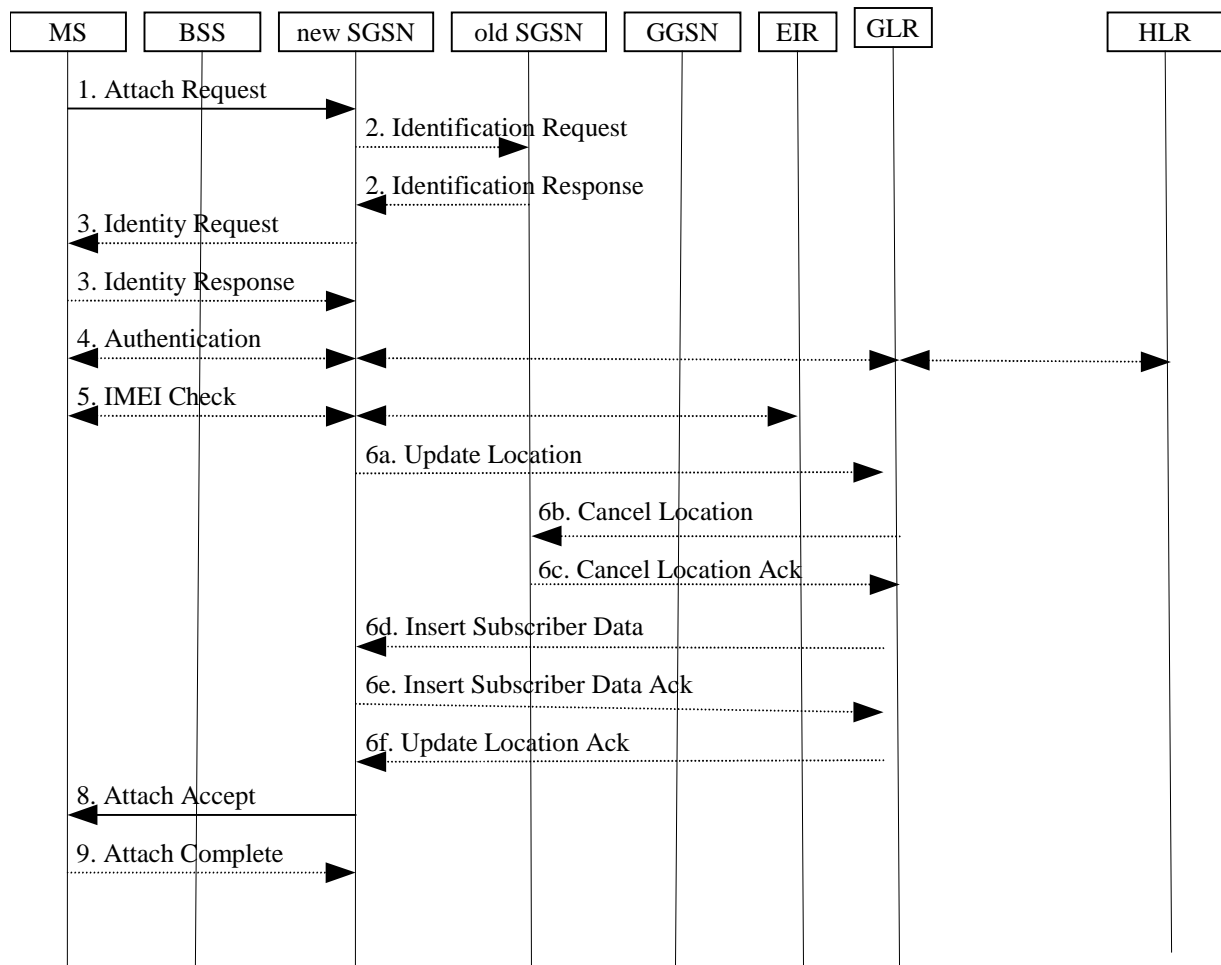 MS
BSS
new SGSN
old SGSN
GGSN
EIR
GLR
HLR
1. Attach Request
2. Identification Request
2. Identification Response
3. Identity Request
3. Identity Response
4. Authentication
5. IMEI Check
6a. Update Location
6b. Cancel Location
6c. Cancel Location Ack
6d. Insert Subscriber Data
6e. Insert Subscriber Data Ack
6f. Update Location Ack
8. Attach Accept
9. Attach Complete